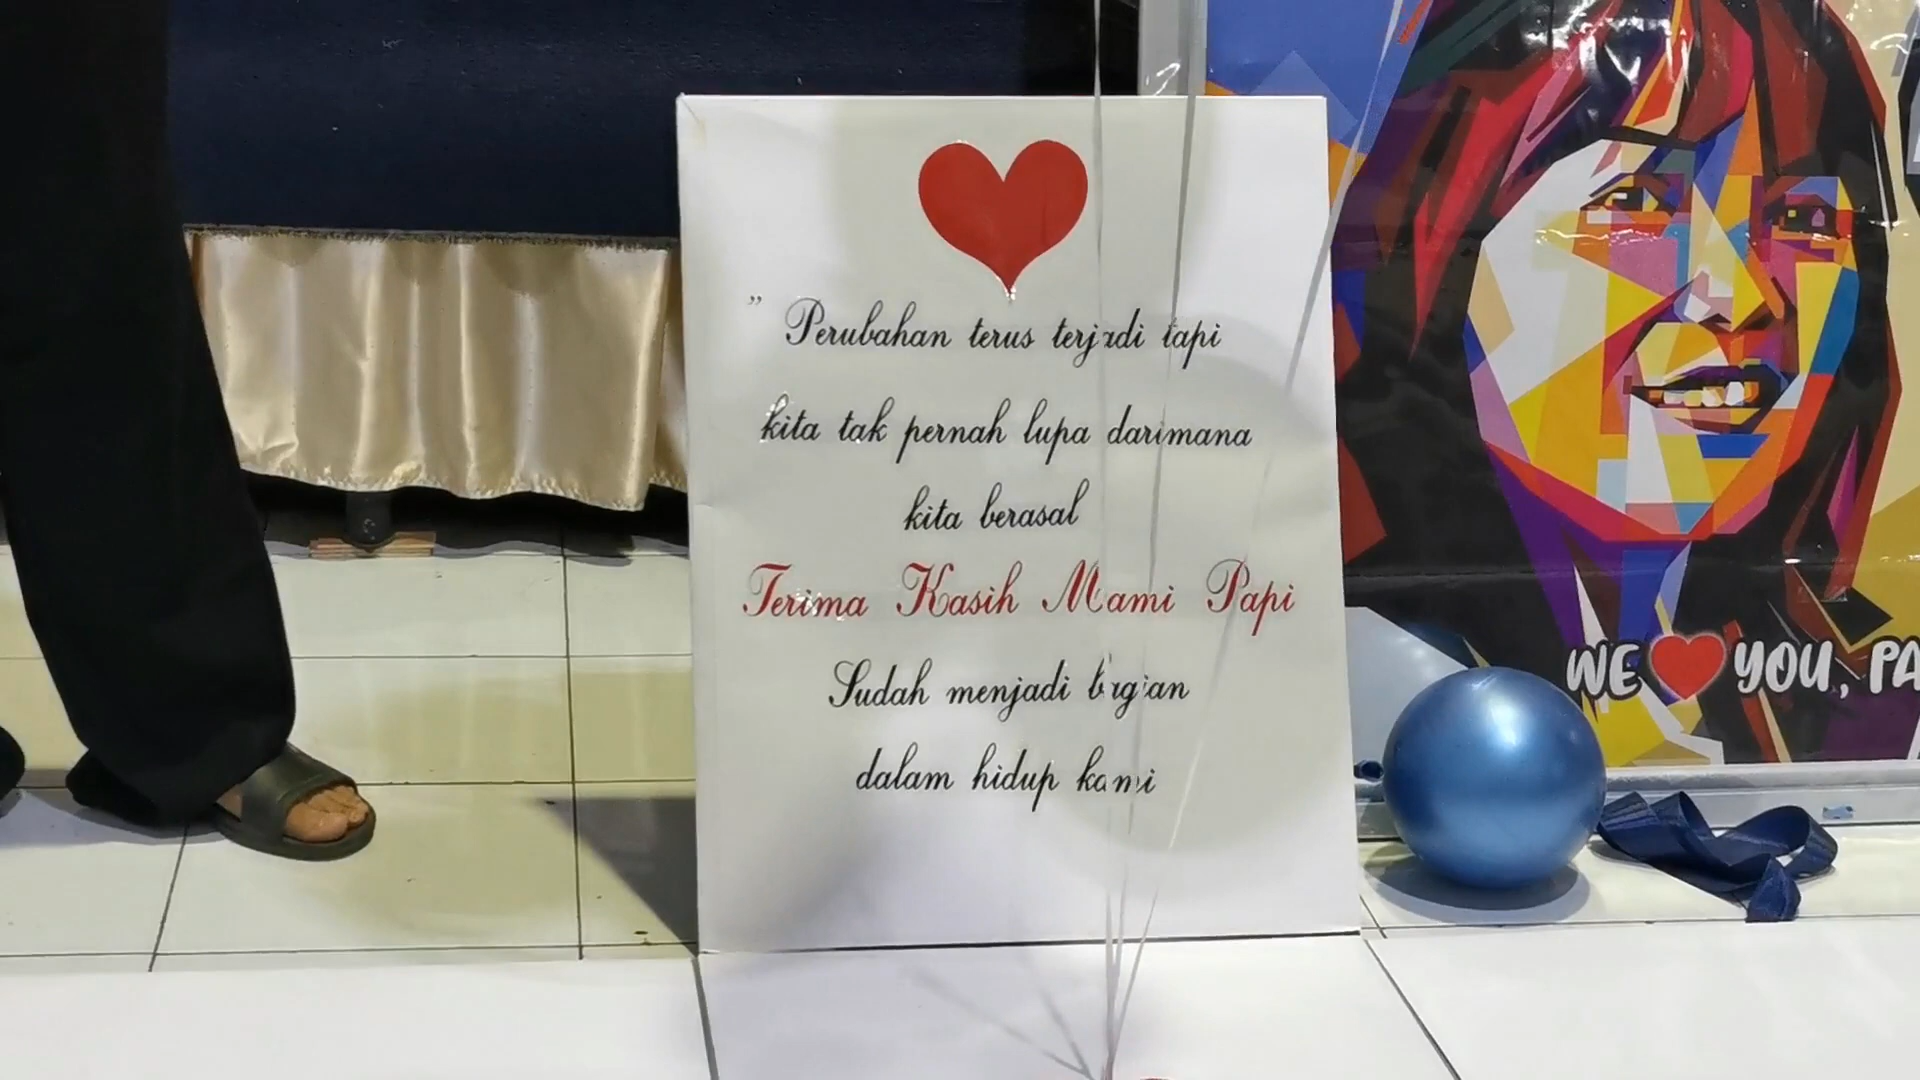 " Perubahan terus terjadi tapi
kita tak pernah lupa darimana
kita berasal
Terima Kasih Mami Papi
Sudah menjadi bagian
dalam hidup kami
WE ❤ YOU, PA